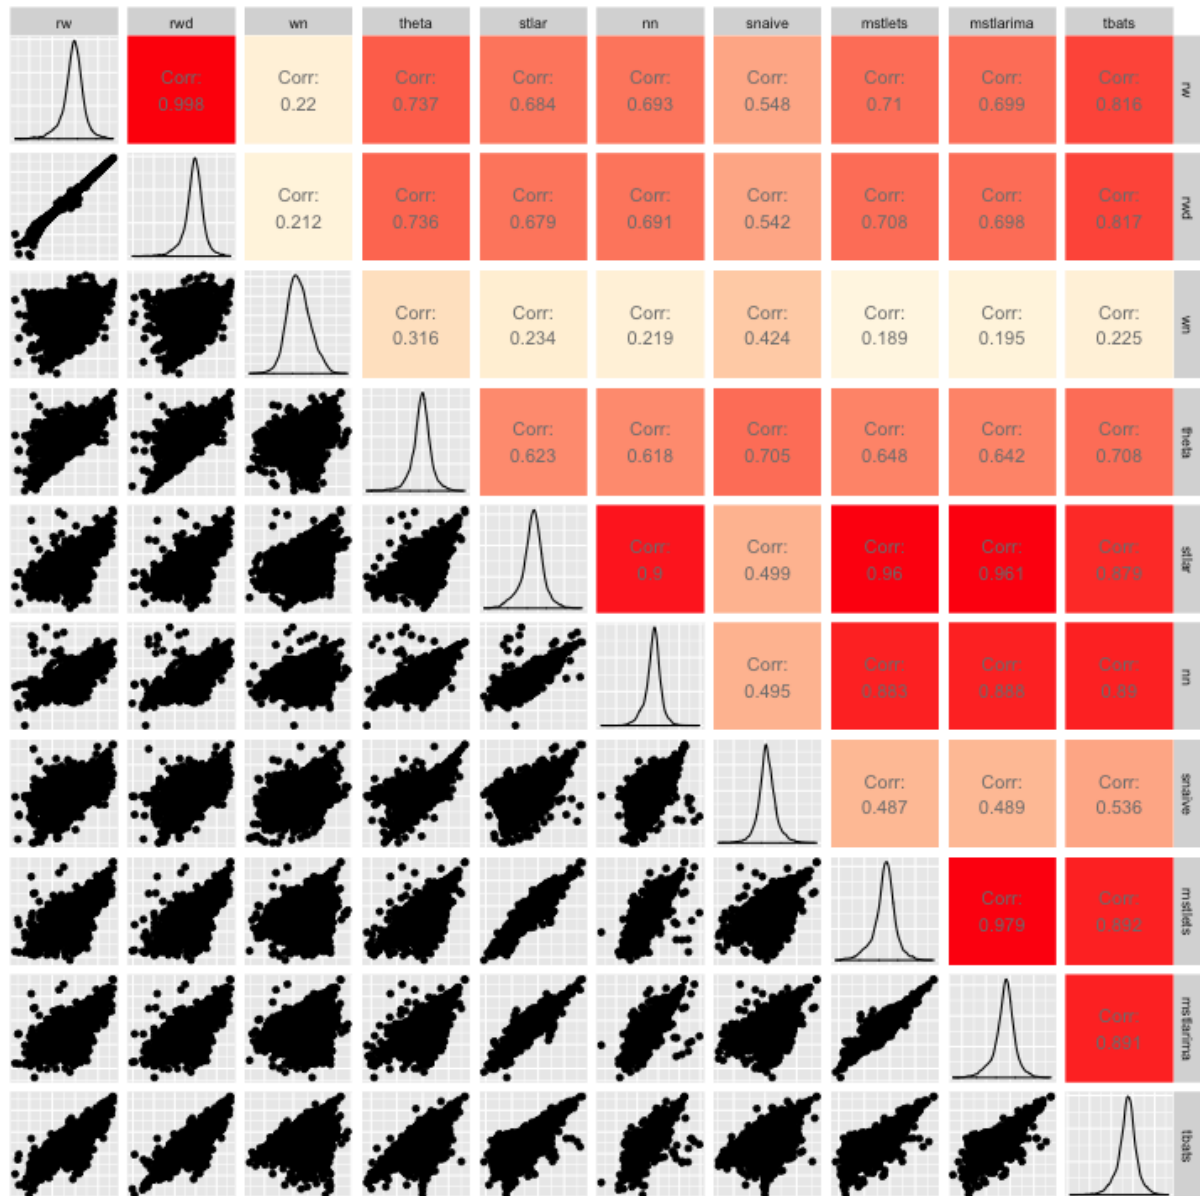 rw rwd wn theta stlar nn snaive mstlets mstlarima tbats
Corr: Corr: Corr: Corr: Corr: Corr: Corr: Corr: Corr:
0.998 0.22 0.737 0.684 0.693 0.548 0.71 0.699 0.816
rw
Corr: Corr: Corr: Corr: Corr: Corr: Corr: Corr:
0.212 0.736 0.679 0.691 0.542 0.708 0.698 0.817
rwd
Corr: Corr: Corr: Corr: Corr: Corr: Corr:
0.316 0.234 0.219 0.424 0.189 0.195 0.225
wn
Corr: Corr: Corr: Corr: Corr: Corr:
0.623 0.618 0.705 0.648 0.642 0.708
theta
Corr: Corr: Corr: Corr: Corr:
0.9 0.499 0.96 0.961 0.879
stlar
Corr: Corr: Corr: Corr:
0.495 0.883 0.888 0.89
nn
Corr: Corr: Corr:
0.487 0.489 0.536
snaive
Corr: Corr:
0.979 0.892
mstlets
Corr:
0.891
mstlarima
tbats